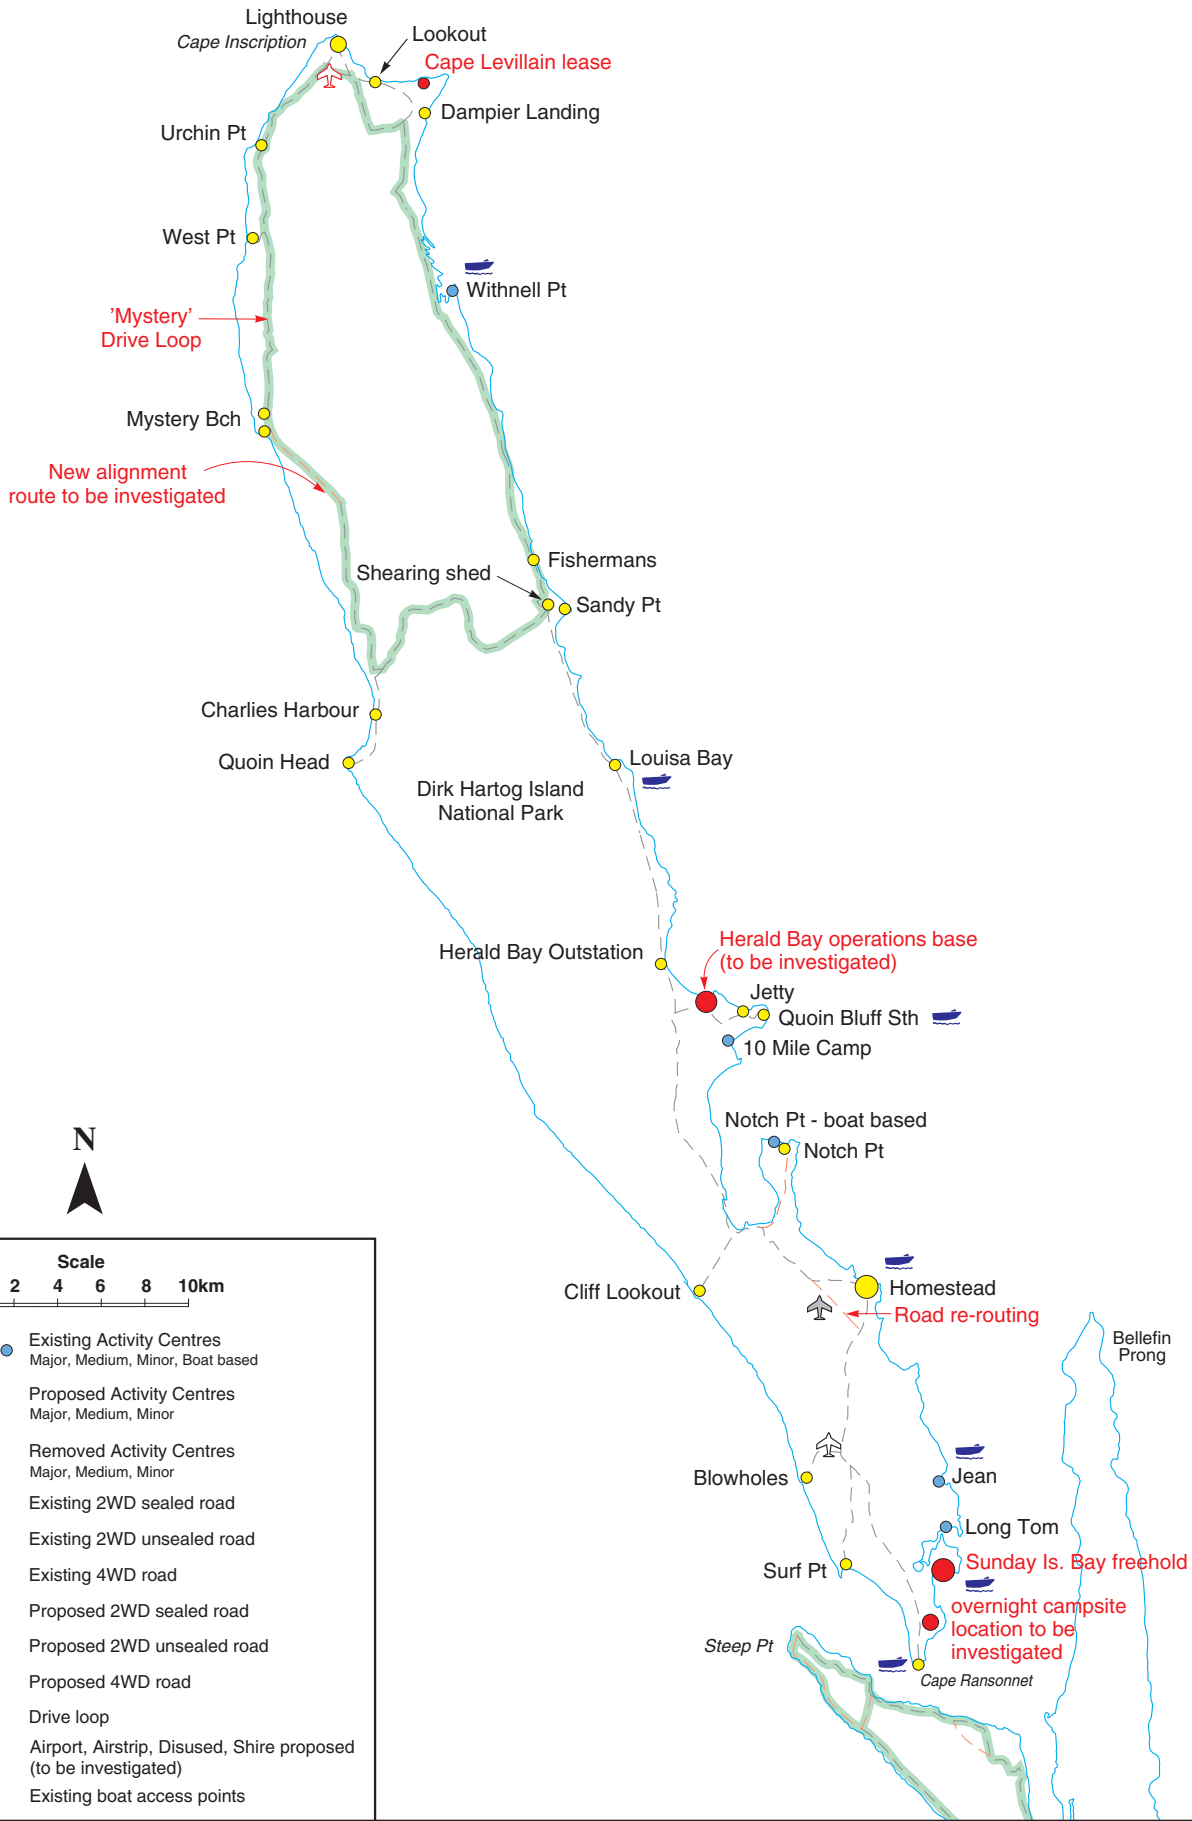 Lighthouse
Cape Inscription
Lookout
Cape Levillain lease
Dampier Landing
Urchin Pt
West Pt
Withnell Pt
'Mystery'
Drive Loop
Mystery Bch
New alignment
route to be investigated
Fishermans
Shearing shed
Sandy Pt
Charlies Harbour
Quoin Head
Louisa Bay
Dirk Hartog Island
National Park
Herald Bay operations base
(to be investigated)
Herald Bay Outstation
Jetty
Quoin Bluff Sth
10 Mile Camp
Notch Pt - boat based
Notch Pt
N
Cliff Lookout
Homestead
Road re-routing
Bellefin
Prong
Blowholes
Jean
Long Tom
Surf Pt
Sunday Is. Bay freehold
overnight campsite
location to be
investigated
Steep Pt
Cape Ransonnet
Scale
2 4 6 8 10km
Existing Activity Centres
Major, Medium, Minor, Boat based
Proposed Activity Centres
Major, Medium, Minor
Removed Activity Centres
Major, Medium, Minor
Existing 2WD sealed road
Existing 2WD unsealed road
Existing 4WD road
Proposed 2WD sealed road
Proposed 2WD unsealed road
Proposed 4WD road
Drive loop
Airport, Airstrip, Disused, Shire proposed
(to be investigated)
Existing boat access points